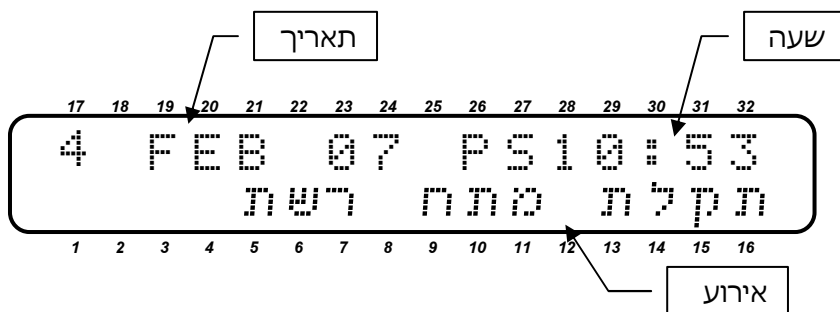 תאריך
שעה
17 18 19 20 21 22 23 24 25 26 27 28 29 30 31 32
4 FEB 07 PS10:53
תקלת מתח רשת
1 2 3 4 5 6 7 8 9 10 11 12 13 14 15 16
אירוע